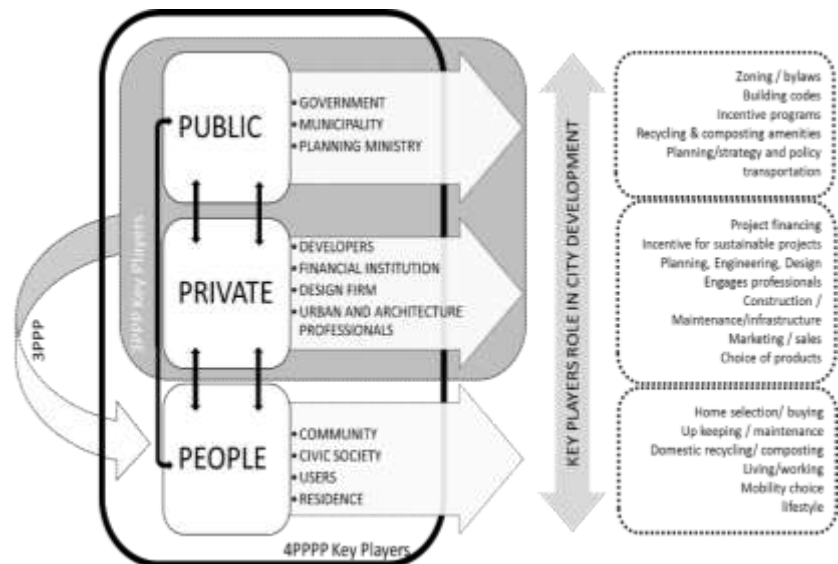 PUBLIC
• GOVERNMENT
• MUNICIPALITY
• PLANNING MINISTRY
PRIVATE
• DEVELOPERS
• FINANCIAL INSTITUTION
• DESIGN FIRM
• URBAN AND ARCHITECTURE
PROFESSIONALS
PEOPLE
• COMMUNITY
• CIVIC SOCIETY
• USERS
• RESIDENCE
3PPP Key Players
3PPP
4PPPP Key Players
KEY PLAYERS ROLE IN CITY DEVELOPMENT
Zoning / bylaws
Building codes
Incentive programs
Recycling & composting amenities
Planning/strategy and policy
transportation
Project financing
Incentive for sustainable projects
Planning, Engineering, Design
Engages professionals
Construction /
Maintenance/infrastructure
Marketing / sales
Choice of products
Home selection/ buying
Up keeping / maintenance
Domestic recycling/ composting
Living/working
Mobility choice
lifestyle